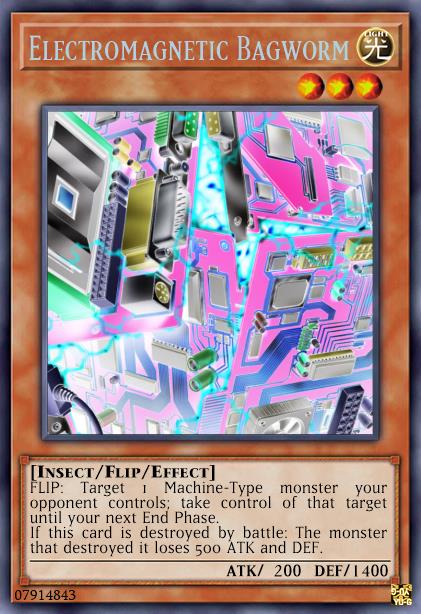 Electromagnetic Bagworm
LIGHT
光
[Insect/Flip/Effect]
FLIP: Target 1 Machine-Type monster your
opponent controls; take control of that target
until your next End Phase.
If this card is destroyed by battle: The monster
that destroyed it loses 500 ATK and DEF.
ATK/ 200 DEF/1400
07914843